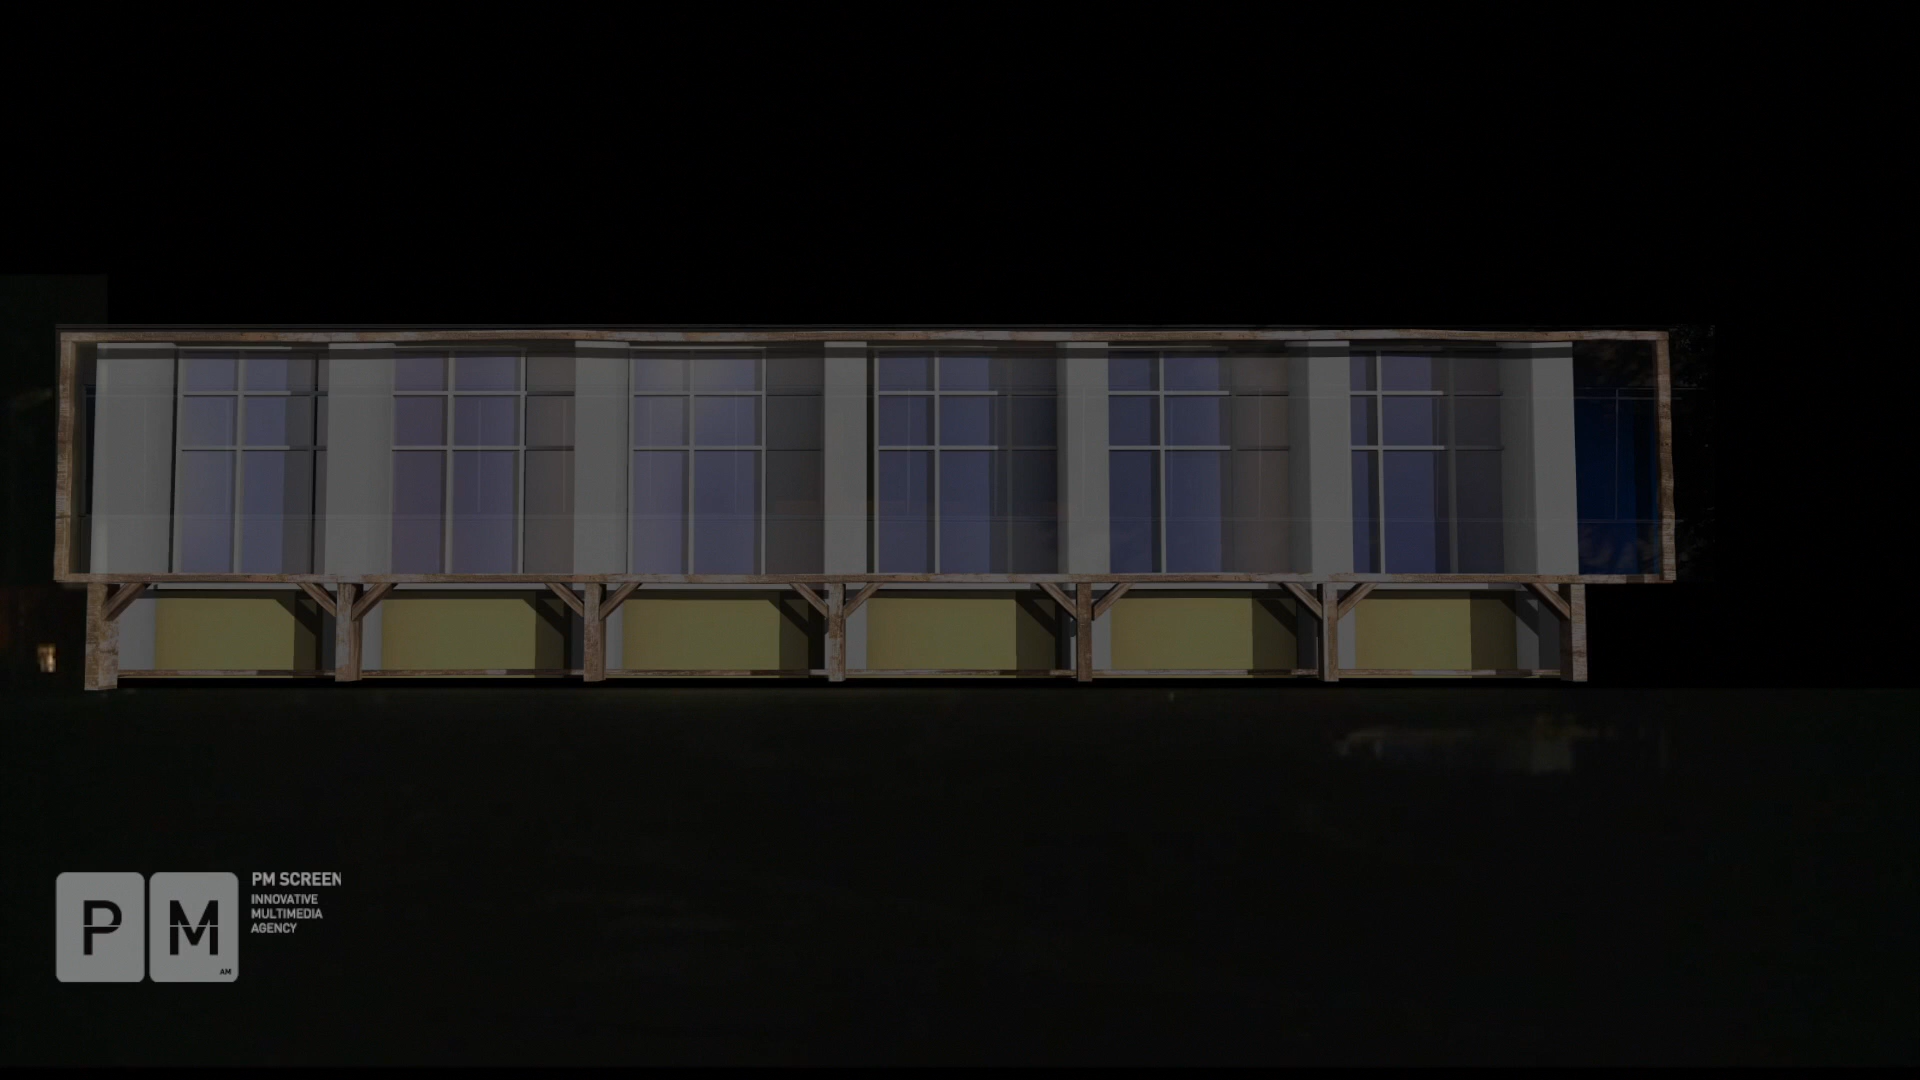 PM SCREEN
INNOVATIVE
MULTIMEDIA
AGENCY
P M
AM